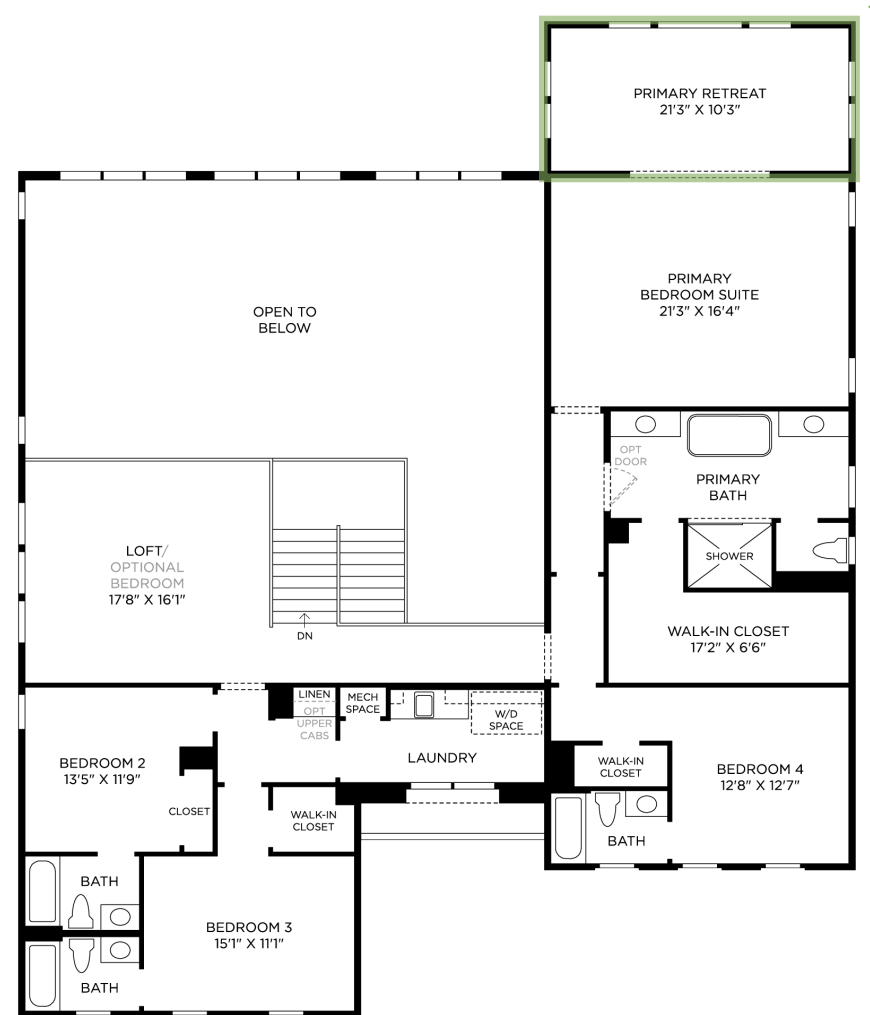 PRIMARY RETREAT
21'3" X 10'3"
PRIMARY
BEDROOM SUITE
21'3" X 16'4"
OPEN TO
BELOW
OPT
DOOR
PRIMARY
BATH
SHOWER
LOFT/
OPTIONAL
BEDROOM
17'8" X 16'1"
DN
WALK-IN CLOSET
17'2" X 6'6"
LINEN
OPT
UPPER
CABS
MECH
SPACE
W/D
SPACE
LAUNDRY
BEDROOM 2
13'5" X 11'9"
CLOSET
WALK-IN
CLOSET
WALK-IN
CLOSET
BEDROOM 4
12'8" X 12'7"
BATH
BATH
BEDROOM 3
15'1" X 11'1"
BATH